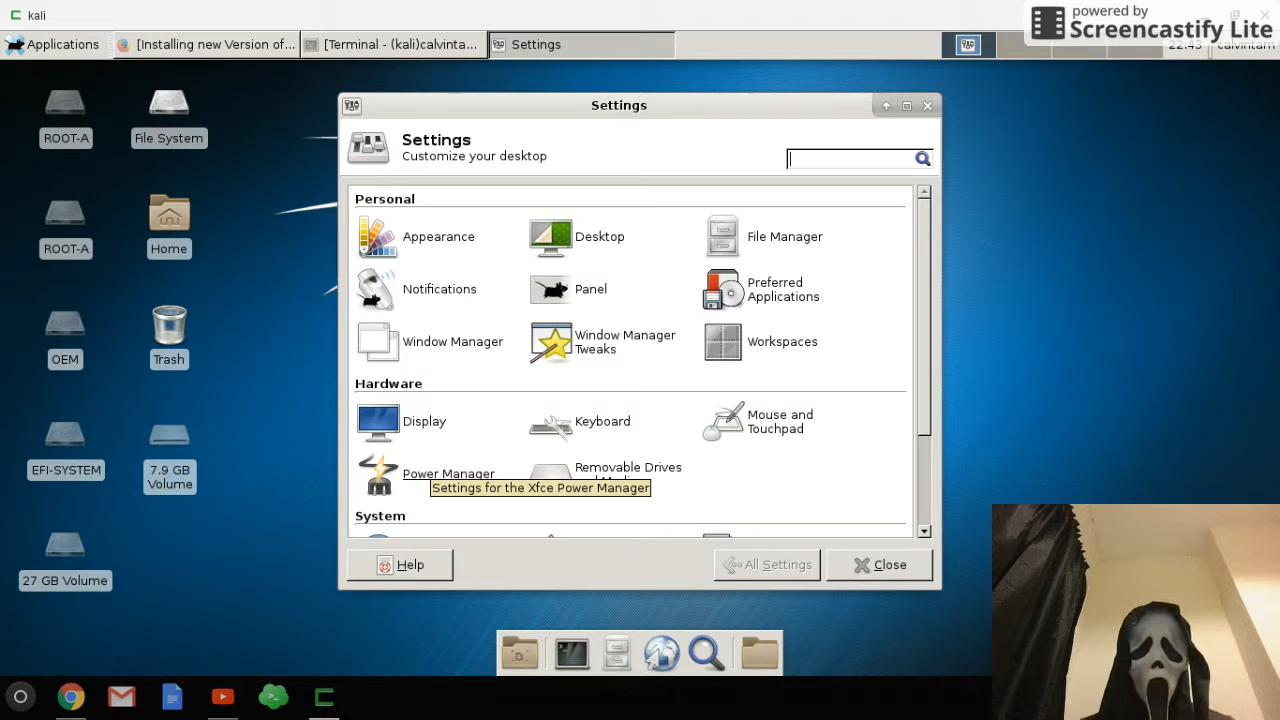 kali
powered by
Screencastify Lite
Applications
[Installing new Version of...
[Terminal - (kali)calvinta...
Settings
22:43
calvintam
ROOT-A
File System
ROOT-A
Home
OEM
Trash
EFI-SYSTEM
7.9 GB
Volume
27 GB Volume
Settings
Settings
Customize your desktop
Personal
Appearance
Desktop
File Manager
Notifications
Panel
Preferred
Applications
Window Manager
Window Manager
Tweaks
Workspaces
Hardware
Display
Keyboard
Mouse and
Touchpad
Power Manager
Removable Drives
Settings for the Xfce Power Manager
System
Help
All Settings
Close